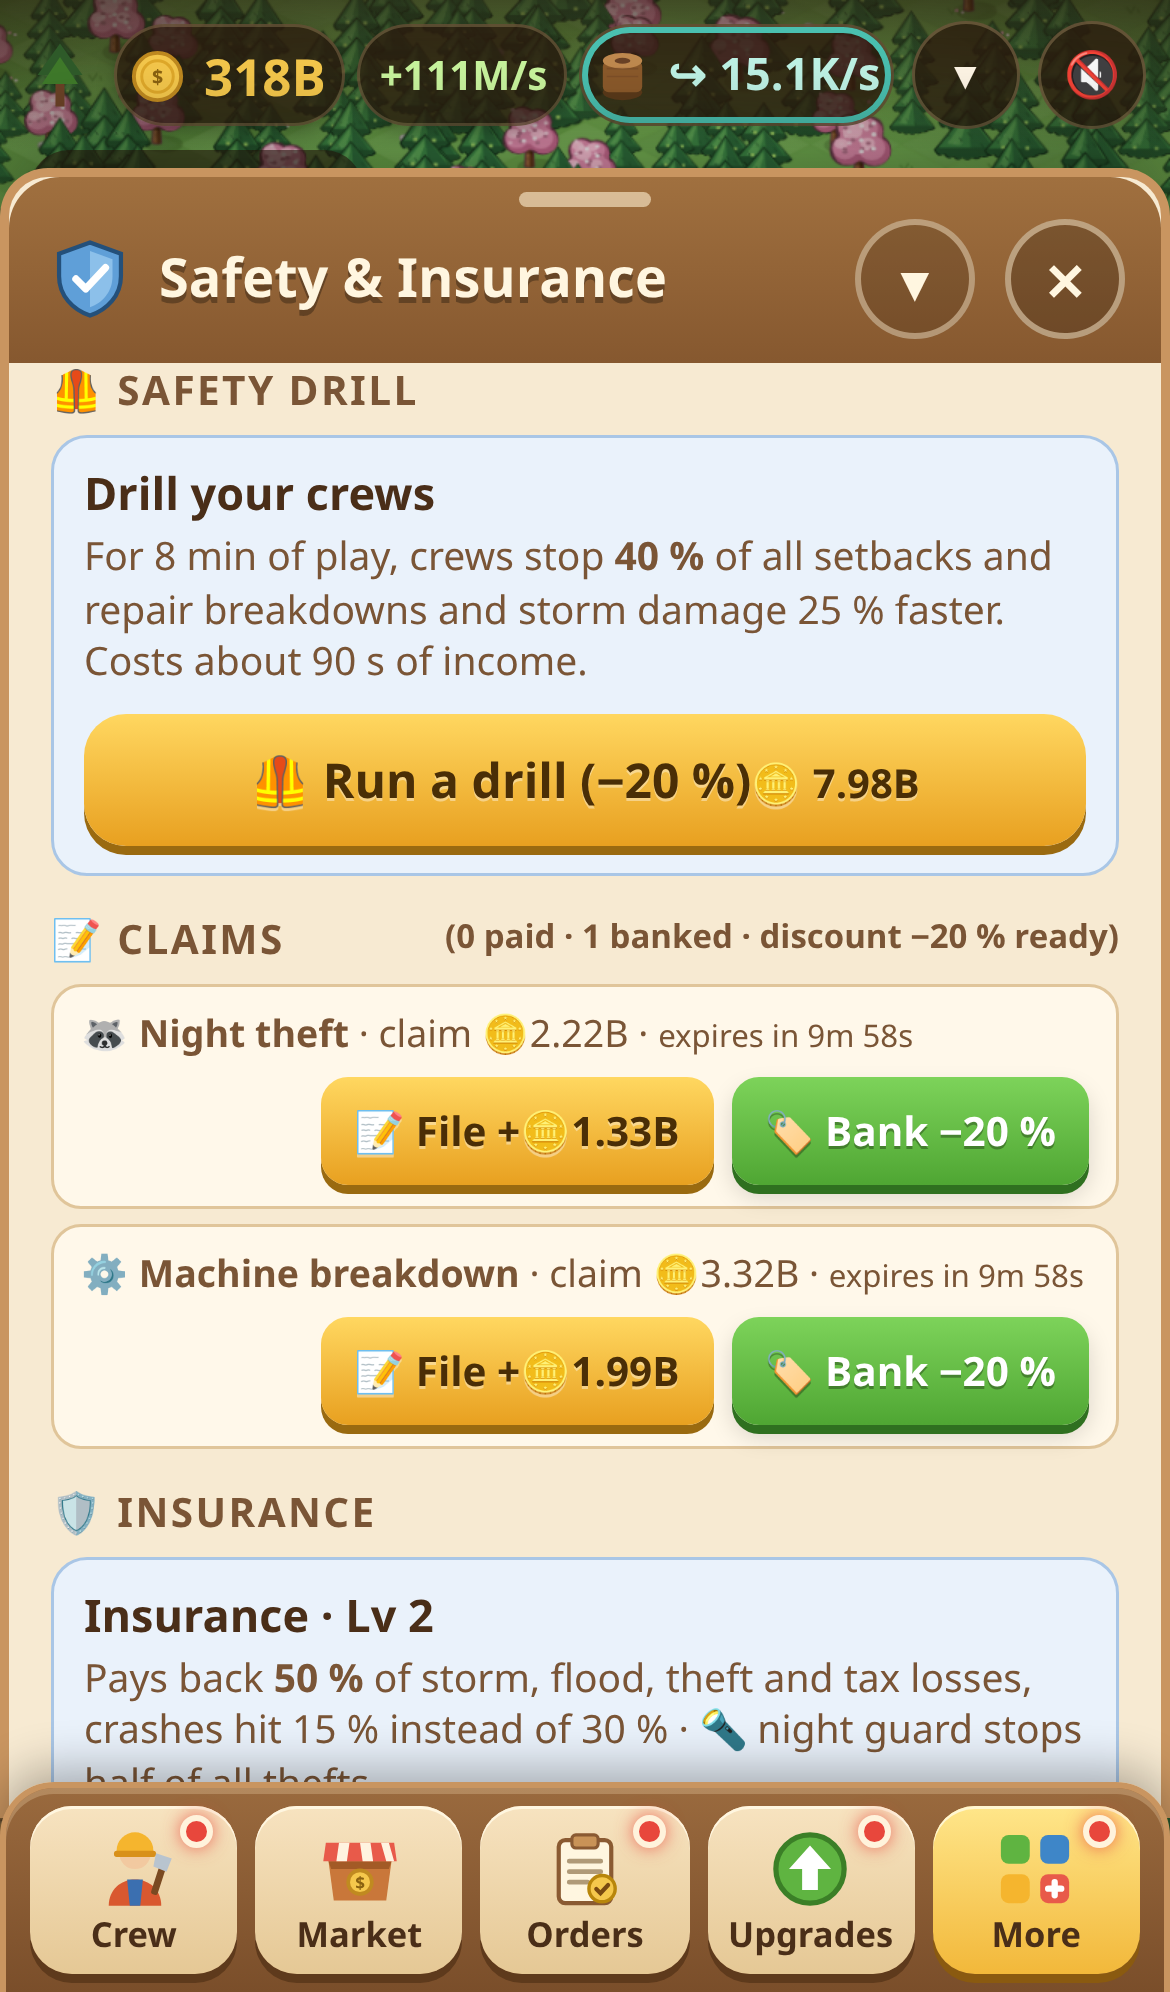 318B +111M/s ↪ 15.1K/s ▼
Safety & Insurance ▼ ✕
SAFETY DRILL
Drill your crews
For 8 min of play, crews stop 40 % of all setbacks and
repair breakdowns and storm damage 25 % faster.
Costs about 90 s of income.
Run a drill (−20 %) 7.98B
CLAIMS (0 paid · 1 banked · discount −20 % ready)
Night theft · claim 2.22B · expires in 9m 58s
File + 1.33B Bank −20 %
Machine breakdown · claim 3.32B · expires in 9m 58s
File + 1.99B Bank −20 %
INSURANCE
Insurance · Lv 2
Pays back 50 % of storm, flood, theft and tax losses,
crashes hit 15 % instead of 30 % · night guard stops
half of all thefts
Crew Market Orders Upgrades More